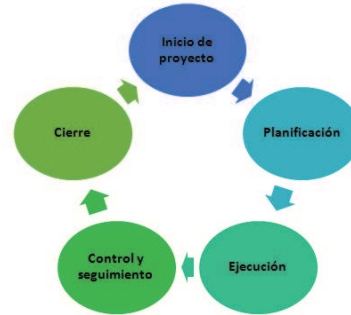 Inicio de
proyecto
Planificación
Ejecución
Control y
seguimiento
Cierre